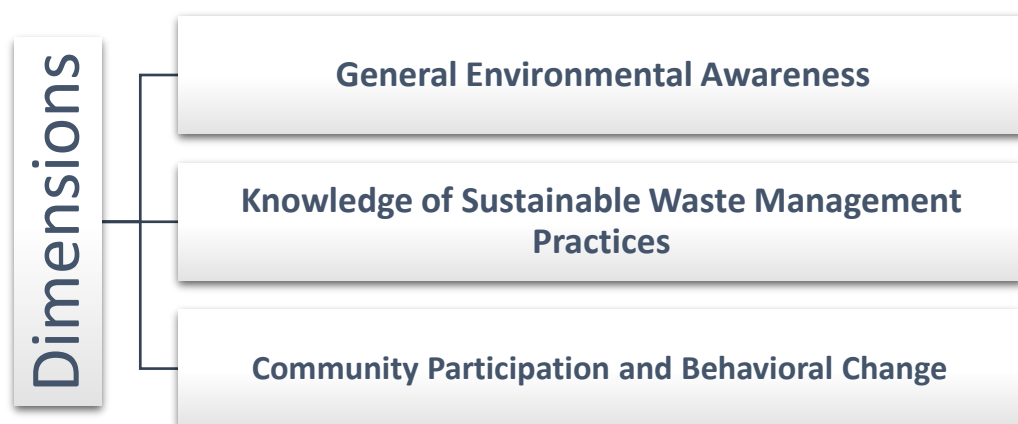 Dimensions
General Environmental Awareness
Knowledge of Sustainable Waste Management
Practices
Community Participation and Behavioral Change